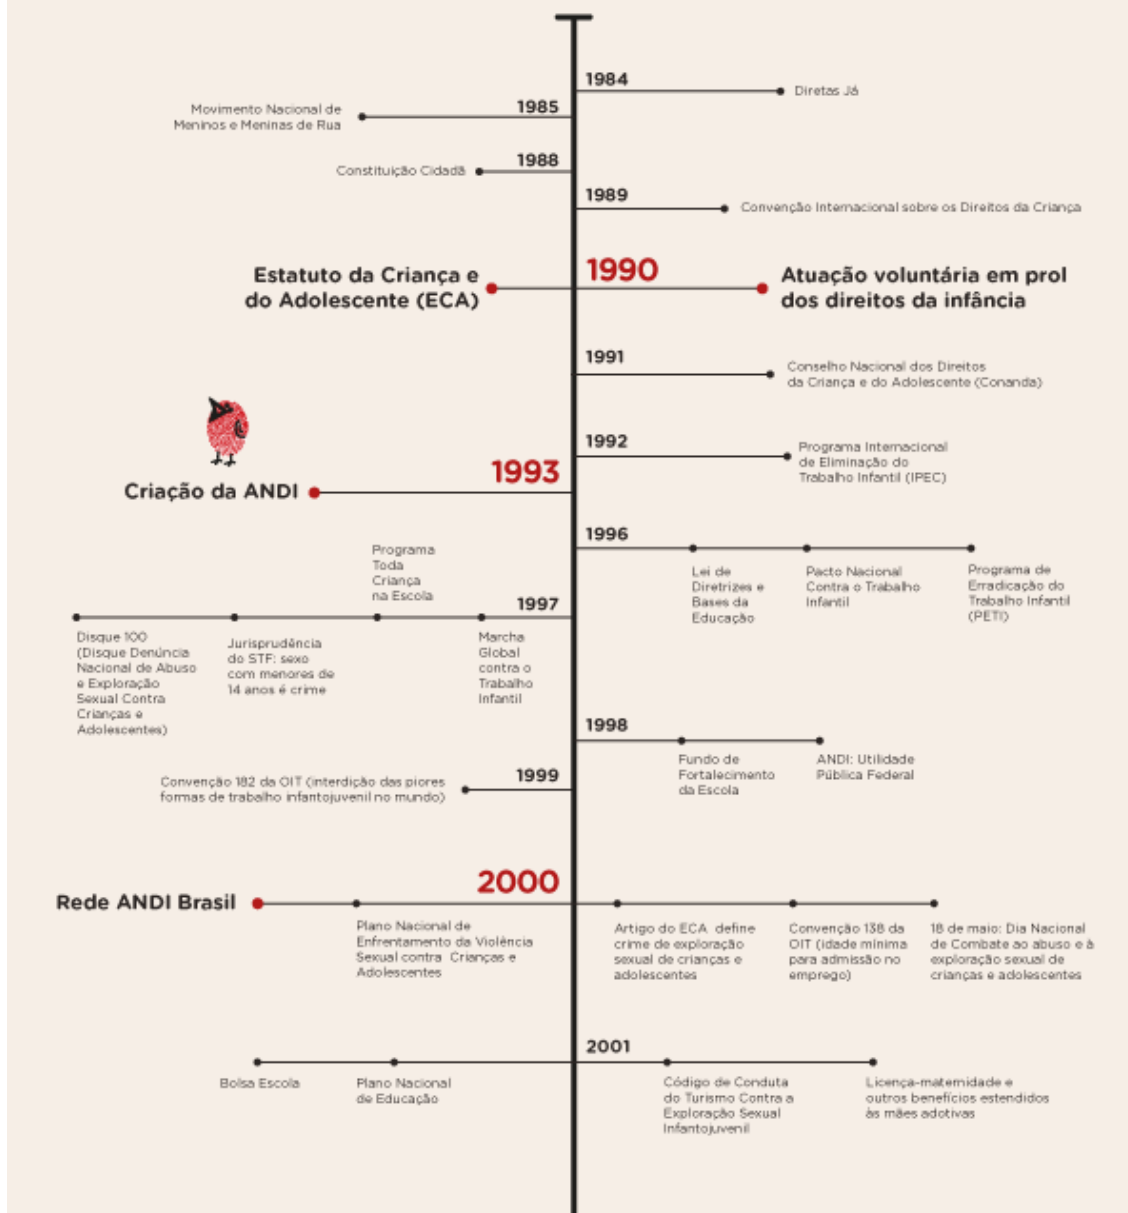 1984
Diretas Já
1985
Movimento Nacional de
Meninos e Meninas de Rua
1988
Constituição Cidadã
1989
Convenção Internacional sobre os Direitos da Criança
1990
Estatuto da Criança e
do Adolescente (ECA)
Atuação voluntária em prol
dos direitos da infância
1991
Conselho Nacional dos Direitos
da Criança e do Adolescente (Conanda)
1992
Programa Internacional
de Eliminação do
Trabalho Infantil (IPEC)
1993
Criação da ANDI
1996
Lei de
Diretrizes e
Bases da
Educação
Pacto Nacional
Contra o Trabalho
Infantil
Programa de
Erradicação do
Trabalho Infantil
(PETI)
1997
Programa
Toda
Criança
na Escola
Disque 100
(Disque Denúncia
Nacional de Abuso
e Exploração
Sexual Contra
Crianças e
Adolescentes)
Jurisprudência
do STF: sexo
com menores de
14 anos é crime
Marcha
Global
contra o
Trabalho
Infantil
1998
Fundo de
Fortalecimento
da Escola
ANDI: Utilidade
Pública Federal
1999
Convenção 182 da OIT (interdição das piores
formas de trabalho infantojuvenil no mundo)
2000
Rede ANDI Brasil
Plano Nacional de
Enfrentamento da Violência
Sexual contra Crianças e
Adolescentes
Artigo do ECA define
crime de exploração
sexual de crianças e
adolescentes
Convenção 138 da
OIT (idade mínima
para admissão no
emprego)
18 de maio: Dia Nacional
de Combate ao abuso e à
exploração sexual de
crianças e adolescentes
2001
Bolsa Escola
Plano Nacional
de Educação
Código de Conduta
do Turismo Contra a
Exploração Sexual
Infantojuvenil
Licença-maternidade e
outros benefícios estendidos
às mães adotivas